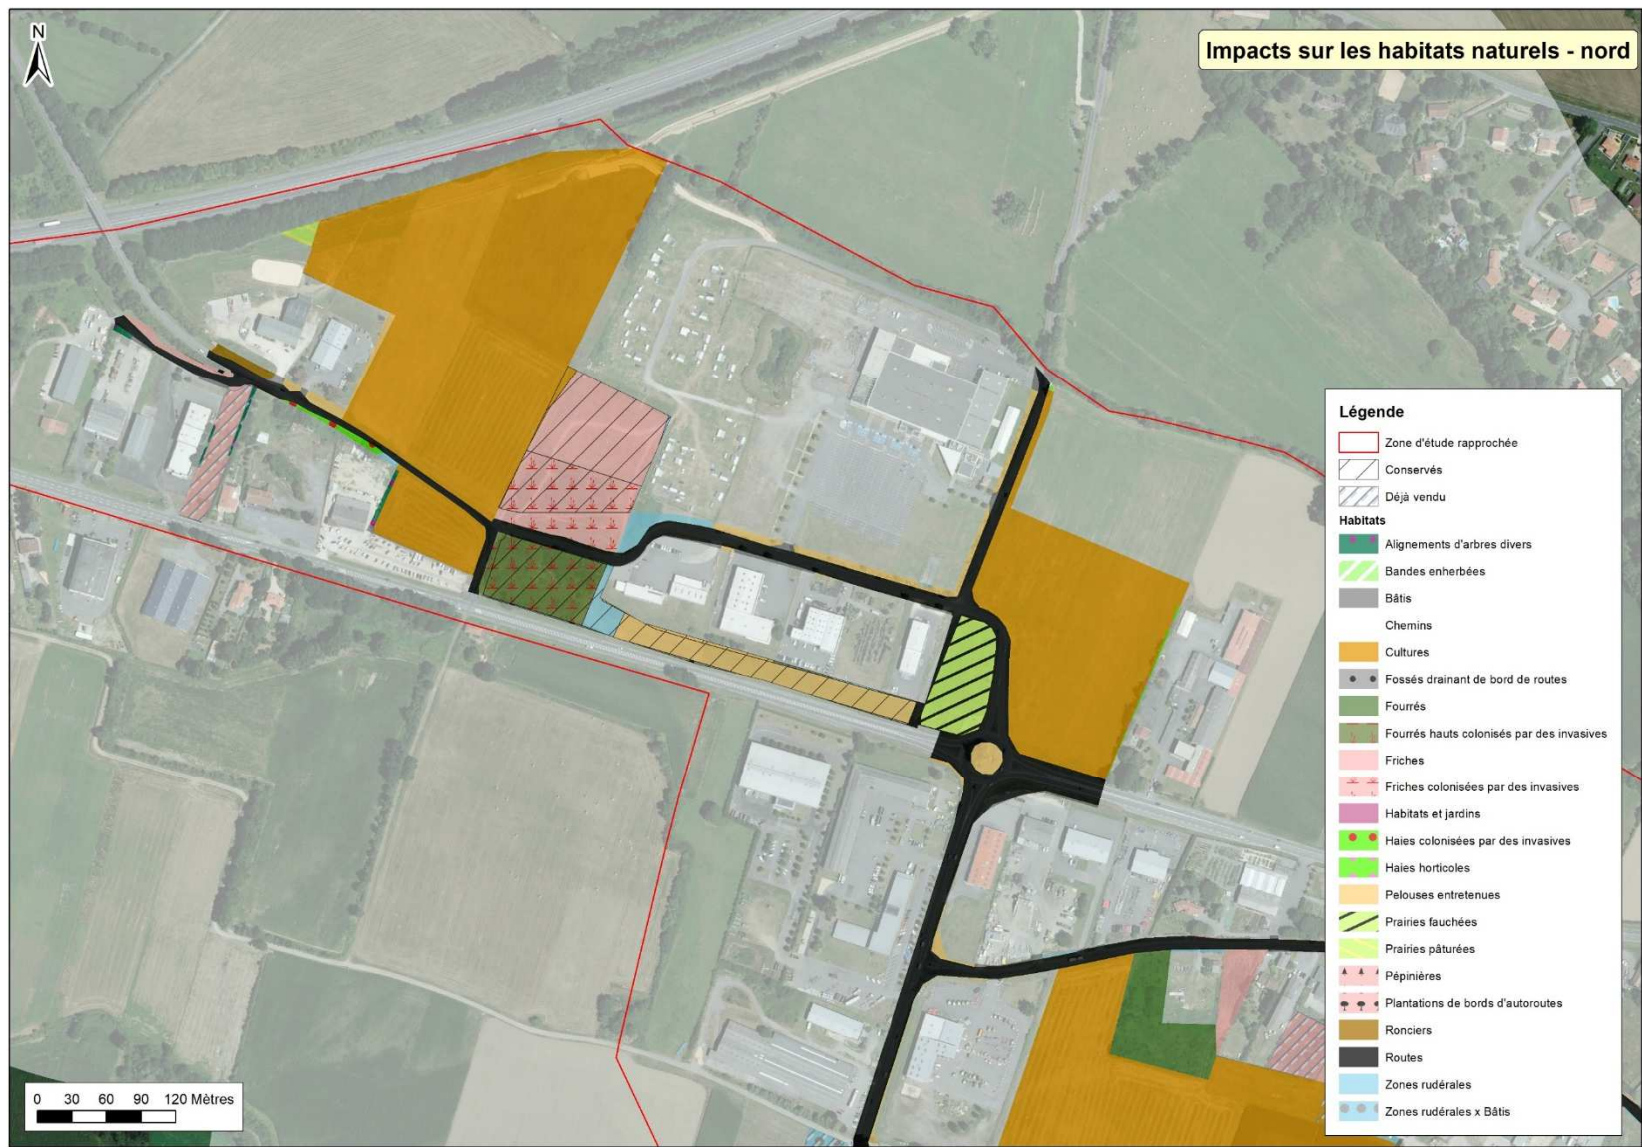 N
Impacts sur les habitats naturels - nord
Légende
Zone d'étude rapprochée
Conservés
Déjà vendu
Habitats
Alignements d'arbres divers
Bandes enherbées
Bâtis
Chemins
Cultures
Fossés drainant de bord de routes
Fourrés
Fourrés hauts colonisés par des invasives
Friches
Friches colonisées par des invasives
Habitats et jardins
Haies colonisées par des invasives
Haies horticoles
Pelouses entretenues
Prairies fauchées
Prairies pâturées
Pépinières
Plantations de bords d'autoroutes
Ronciers
Routes
Zones rudérales
Zones rudérales x Bâtis
0 30 60 90 120 Mètres